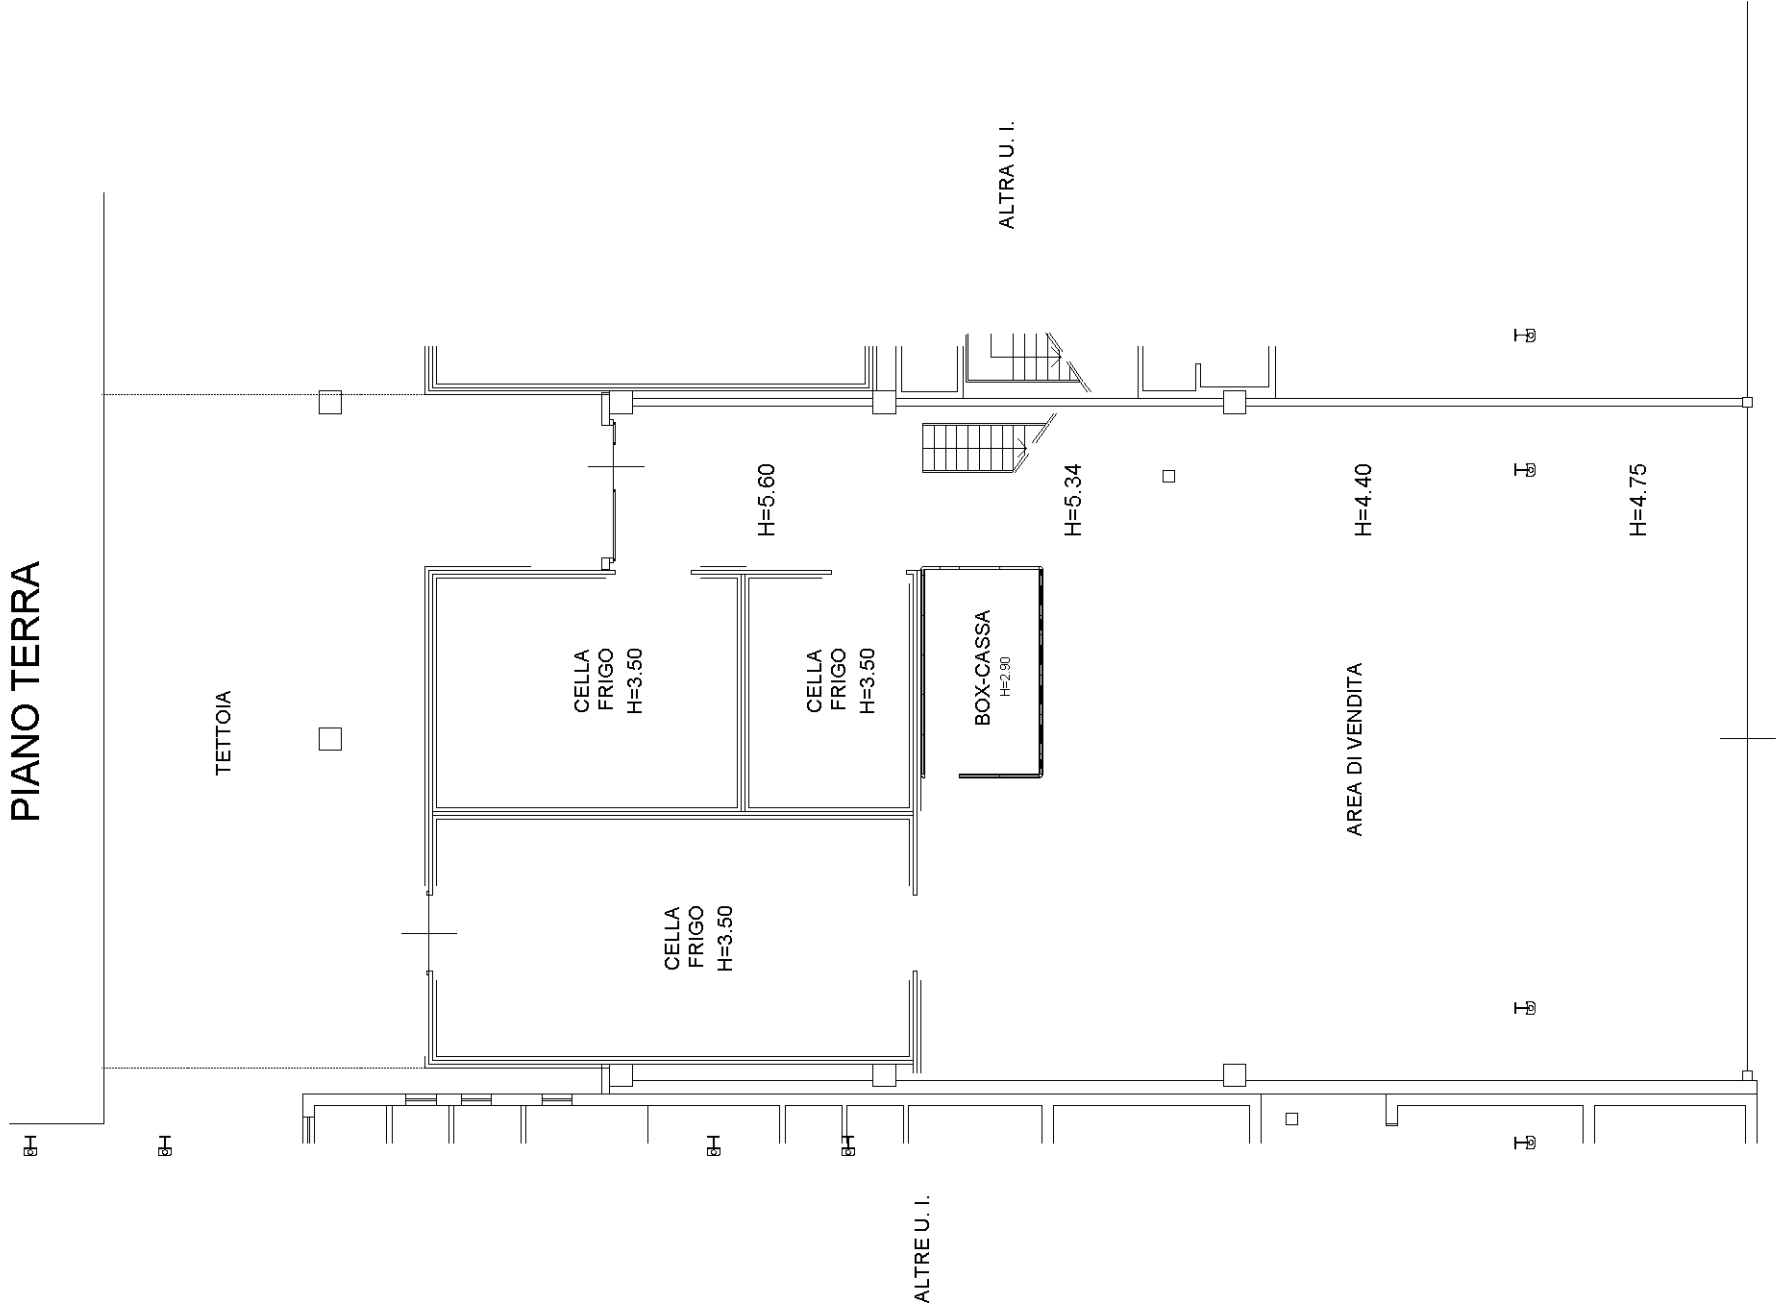 PIANO TERRA
TETTOIA
CELLA
FRIGO
H=3.50
CELLA
FRIGO
H=3.50
H=5.60
CELLA
FRIGO
H=3.50
ALTRE U. I.
BOX-CASSA
H=2.90
ALTRA U. I.
H=5.34
AREA DI VENDITA
H=4.40
H=4.75